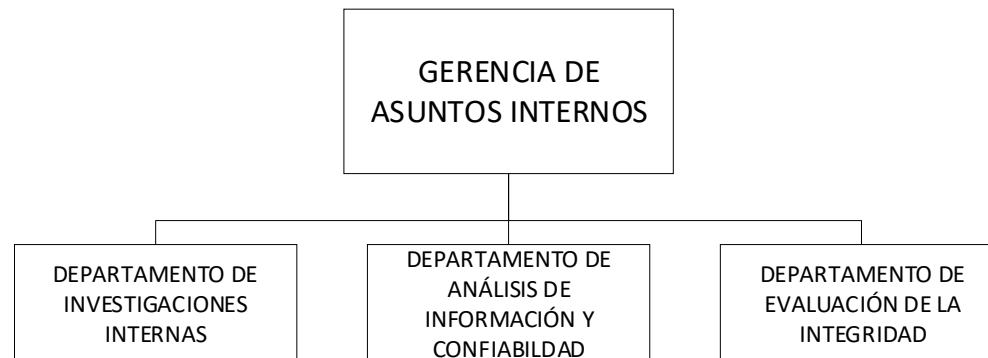 GERENCIA DE
ASUNTOS INTERNOS
DEPARTAMENTO DE
INVESTIGACIONES
INTERNAS
DEPARTAMENTO DE
ANÁLISIS DE
INFORMACIÓN Y
CONFIABILDAD
DEPARTAMENTO DE
EVALUACIÓN DE LA
INTEGRIDAD